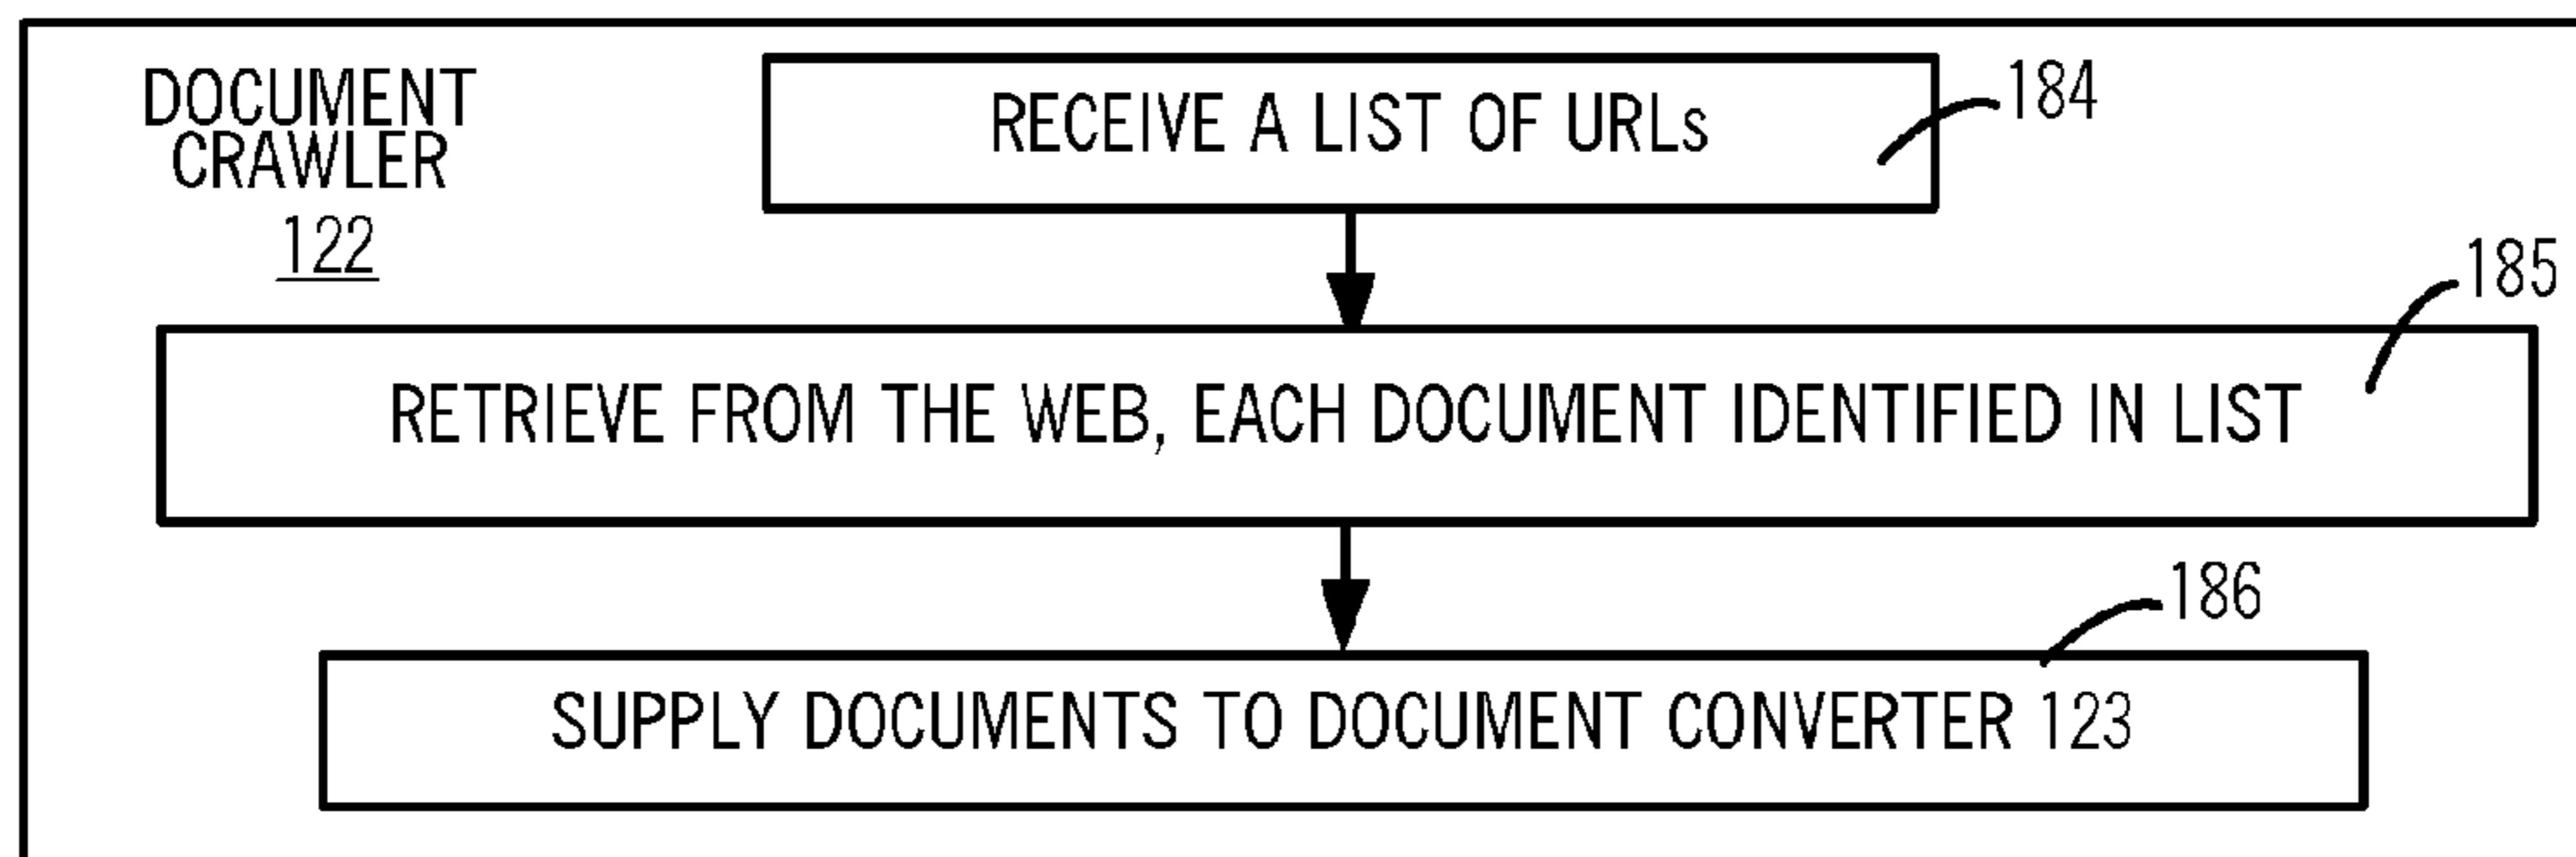 DOCUMENT
CRAWLER
122
RECEIVE A LIST OF URLs
184
RETRIEVE FROM THE WEB, EACH DOCUMENT IDENTIFIED IN LIST
185
SUPPLY DOCUMENTS TO DOCUMENT CONVERTER 123
186